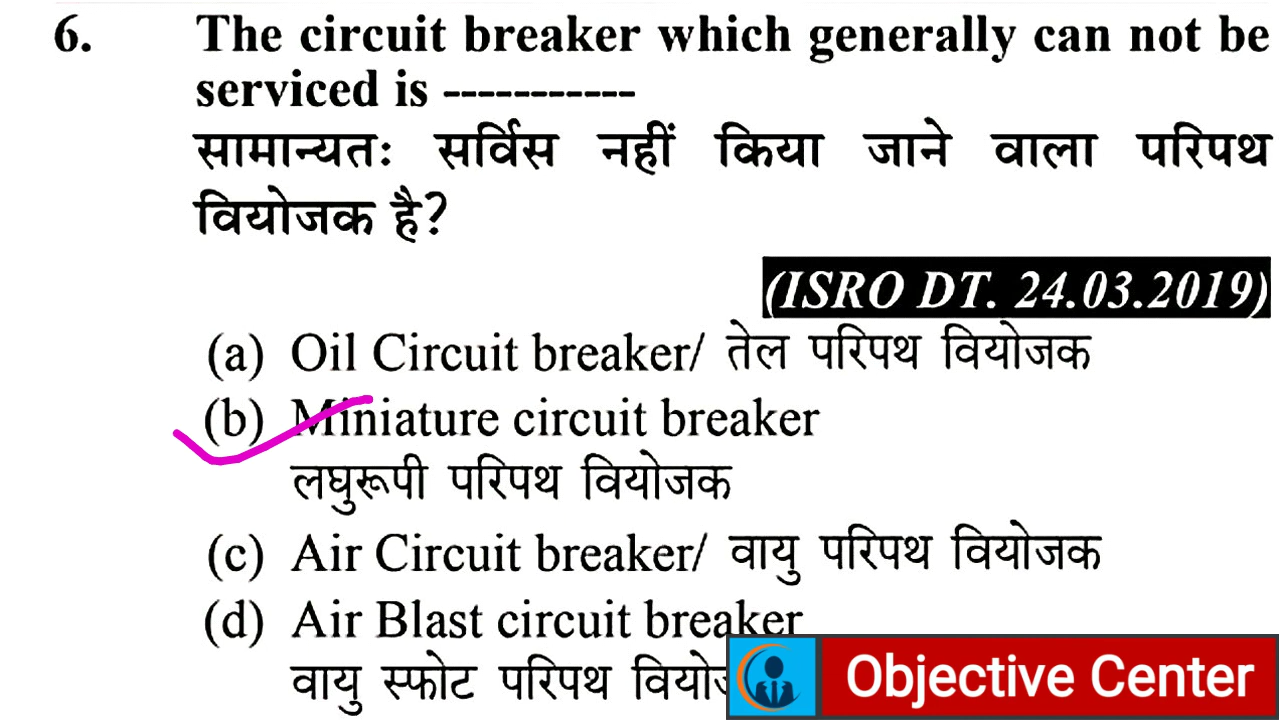 6. The circuit breaker which generally can not be
serviced is -----------
सामान्यतः सर्विस नहीं किया जाने वाला परिपथ
वियोजक है?
(ISRO DT. 24.03.2019)
(a) Oil Circuit breaker/ तेल परिपथ वियोजक
(b) Miniature circuit breaker
लघुरूपी परिपथ वियोजक
(c) Air Circuit breaker/ वायु परिपथ वियोजक
(d) Air Blast circuit breaker
वायु स्फोट परिपथ
Objective Center